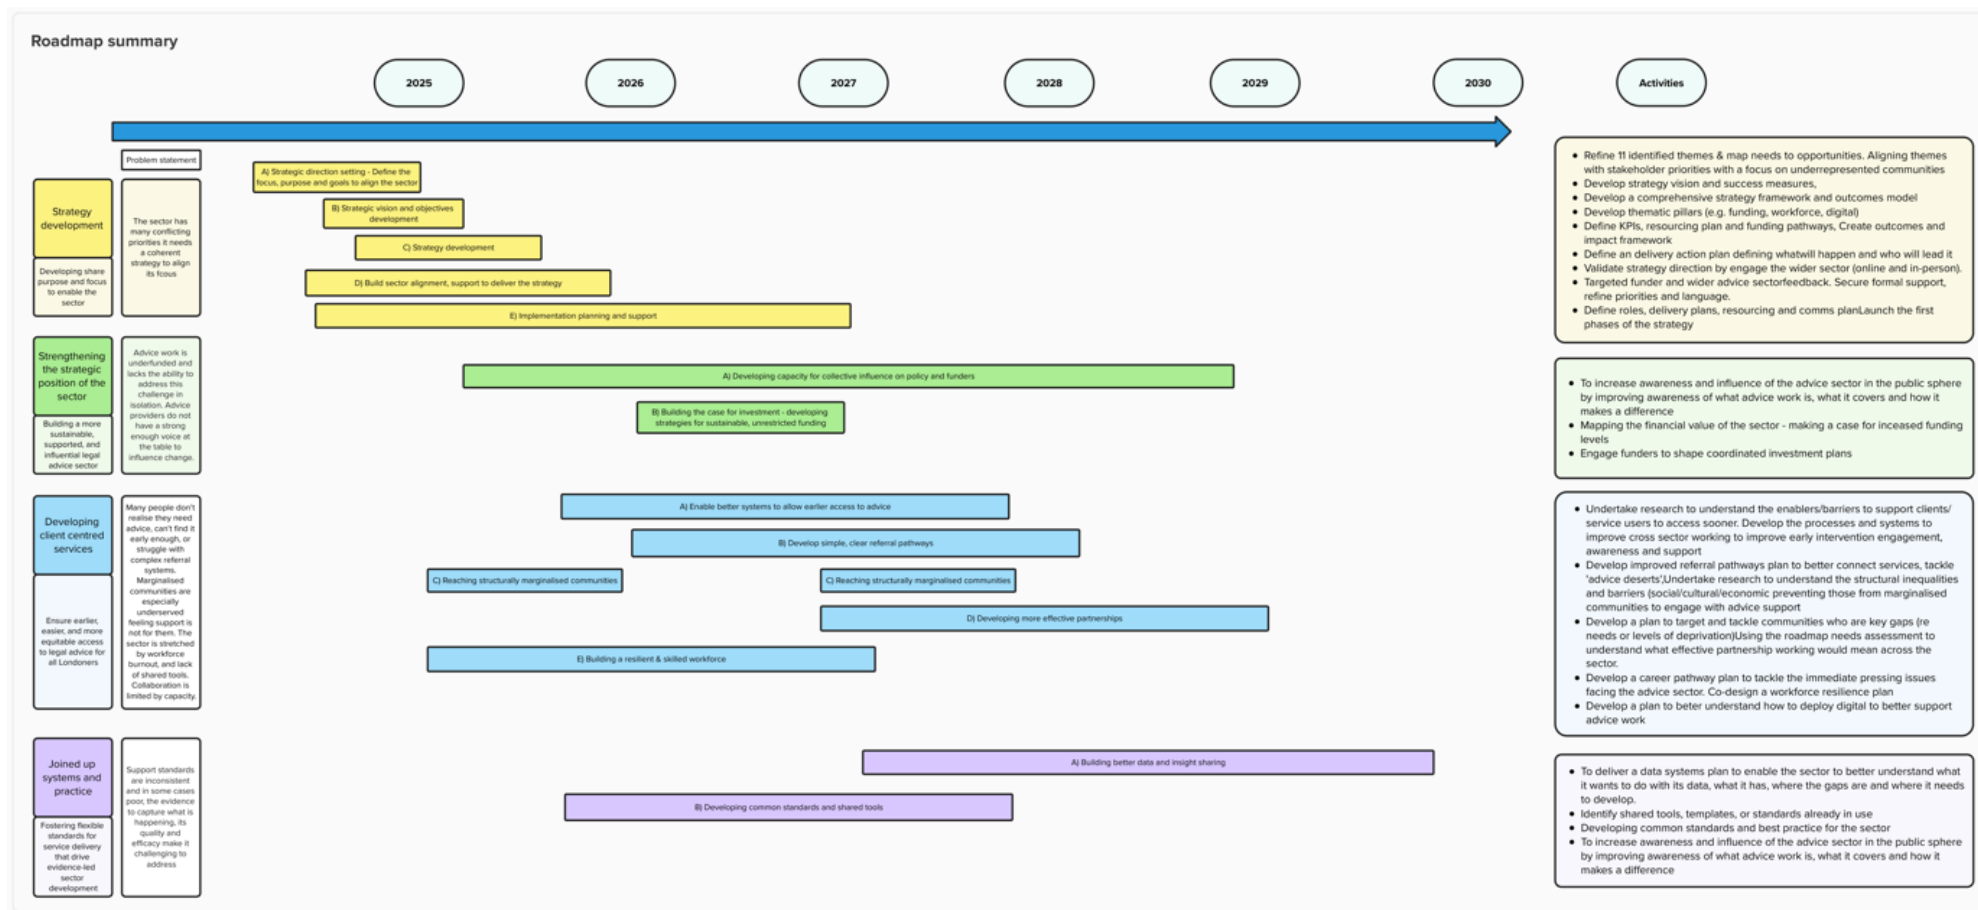 Roadmap summary
2025
2026
2027
2028
2029
2030
Activities
Problem statement
Strategy
development
Developing share
purpose and focus
to enable the
sector
The sector has
many conflicting
priorities it needs
a coherent
strategy to align
its fcous
A) Strategic direction setting - Define the
focus, purpose and goals to align the sector
B) Strategic vision and objectives
development
C) Strategy development
D) Build sector alignment, support to deliver the strategy
E) Implementation planning and support
• Refine 11 identified themes & map needs to opportunities. Aligning themes
with stakeholder priorities with a focus on underrepresented communities
• Develop strategy vision and success measures,
• Develop a comprehensive strategy framework and outcomes model
• Develop thematic pillars (e.g. funding, workforce, digital)
• Define KPIs, resourcing plan and funding pathways, Create outcomes and
impact framework
• Define an delivery action plan defining whatwill happen and who will lead it
• Validate strategy direction by engage the wider sector (online and in-person).
• Targeted funder and wider advice sectorfeedback. Secure formal support,
refine priorities and language.
• Define roles, delivery plans, resourcing and comms planLaunch the first
phases of the strategy
Strengthening
the strategic
position of the
sector
Building a more
sustainable,
supported, and
influential legal
advice sector
Advice work is
underfunded and
lacks the ability to
address this
challenge in
isolation. Advice
providers do not
have a strong
enough voice at
the table to
influence change.
A) Developing capacity for collective influence on policy and funders
B) Building the case for investment - developing
strategies for sustainable, unrestricted funding
• To increase awareness and influence of the advice sector in the public sphere
by improving awareness of what advice work is, what it covers and how it
makes a difference
• Mapping the financial value of the sector - making a case for inceased funding
levels
• Engage funders to shape coordinated investment plans
Developing
client centred
services
Ensure earlier,
easier, and more
equitable access
to legal advice for
all Londoners
Many people don't
realise they need
advice, can't find it
early enough, or
struggle with
complex referral
systems.
Marginalised
communities are
especially
underserved
feeling support is
not for them. The
sector is stretched
by workforce
burnout, and lack
of shared tools.
Collaboration is
limited by capacity.
A) Enable better systems to allow earlier access to advice
B) Develop simple, clear referral pathways
C) Reaching structurally marginalised communities
C) Reaching structurally marginalised communities
D) Developing more effective partnerships
E) Building a resilient & skilled workforce
• Undertake research to understand the enablers/barriers to support clients/
service users to access sooner. Develop the processes and systems to
improve cross sector working to improve early intervention engagement,
awareness and support
• Develop improved referral pathways plan to better connect services, tackle
'advice deserts',Undertake research to understand the structural inequalities
and barriers (social/cultural/economic preventing those from marginalised
communities to engage with advice support
• Develop a plan to target and tackle communities who are key gaps (re
needs or levels of deprivation)Using the roadmap needs assessment to
understand what effective partnership working would mean across the
sector.
• Develop a career pathway plan to tackle the immediate pressing issues
facing the advice sector. Co-design a workforce resilience plan
• Develop a plan to beter understand how to deploy digital to better support
advice work
Joined up
systems and
practice
Fostering flexible
standards for
service delivery
that drive
evidence-led
sector
development
Support standards
are inconsistent
and in some cases
poor, the evidence
to capture what is
happening, its
quality and
efficacy make it
challenging to
address
A) Building better data and insight sharing
B) Developing common standards and shared tools
• To deliver a data systems plan to enable the sector to better understand what
it wants to do with its data, what it has, where the gaps are and where it needs
to develop.
• Identify shared tools, templates, or standards already in use
• Developing common standards and best practice for the sector
• To increase awareness and influence of the advice sector in the public sphere
by improving awareness of what advice work is, what it covers and how it
makes a difference